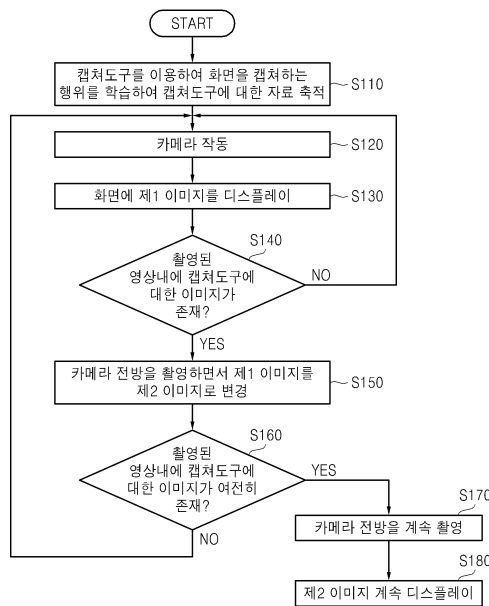 START
캡쳐도구를 이용하여 화면을 캡쳐하는
행위를 학습하여 캡쳐도구에 대한 자료 축적
S110
카메라 작동
S120
화면에 제1 이미지를 디스플레이
S130
S140
촬영된
영상내에 캡쳐도구에
대한 이미지가
존재?
NO
YES
카메라 전방을 촬영하면서 제1 이미지를
제2 이미지로 변경
S150
S160
촬영된
영상내에 캡쳐도구에
대한 이미지가 여전히
존재?
YES
NO
S170
카메라 전방을 계속 촬영
S180
제2 이미지 계속 디스플레이